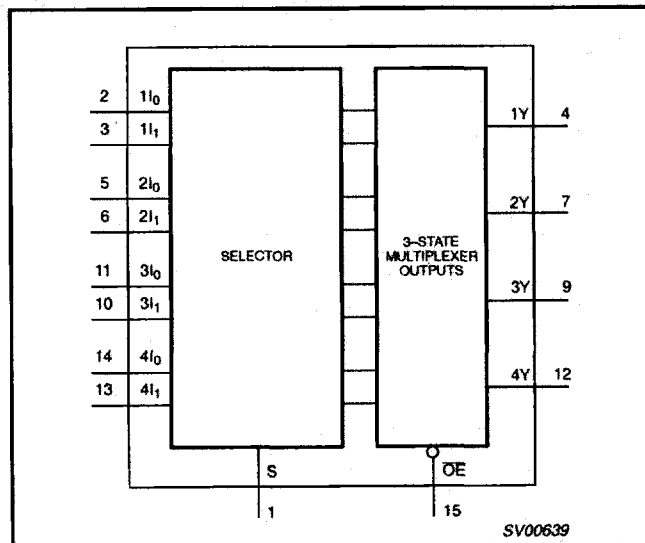 2 1I₀
3 1I₁
5 2I₀
6 2I₁
11 3I₀
10 3I₁
14 4I₀
13 4I₁
SELECTOR
3–STATE
MULTIPLEXER
OUTPUTS
1Y 4
2Y 7
3Y 9
4Y 12
S
1
O̅E̅
15
SV00639